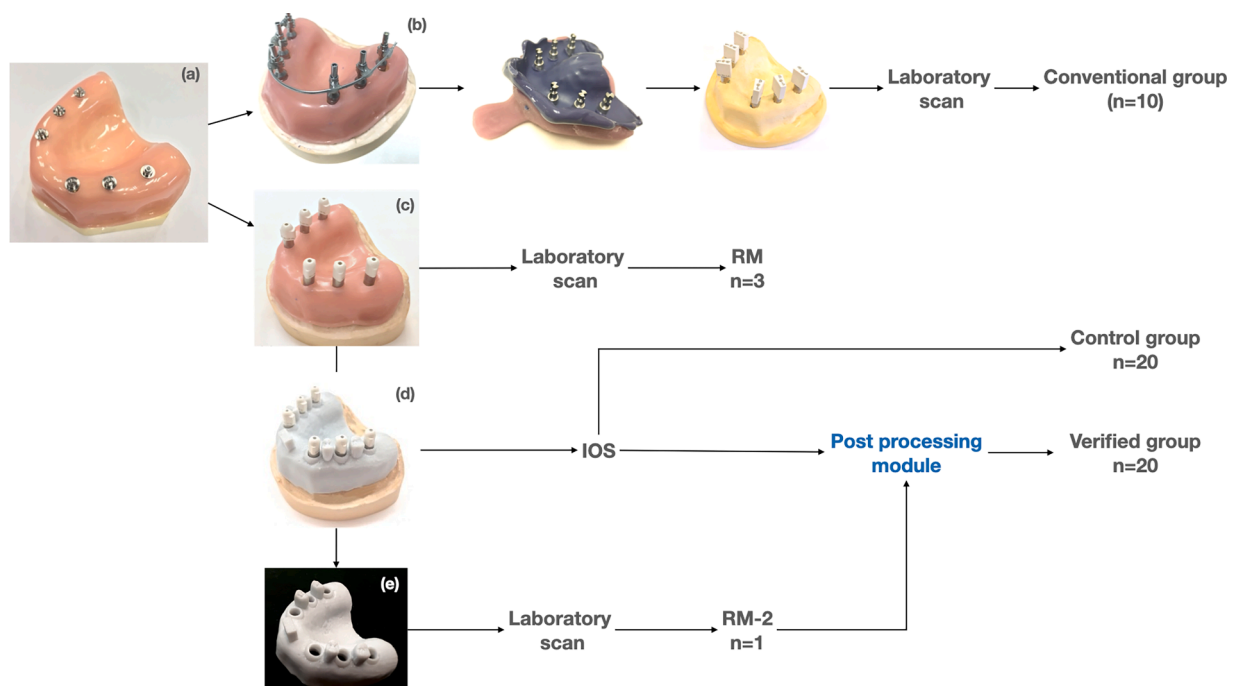 (a)
(b)
Laboratory
scan
Conventional group
(n=10)
(c)
Laboratory
scan
RM
n=3
Control group
n=20
(d)
IOS
Post processing
module
Verified group
n=20
(e)
Laboratory
scan
RM-2
n=1